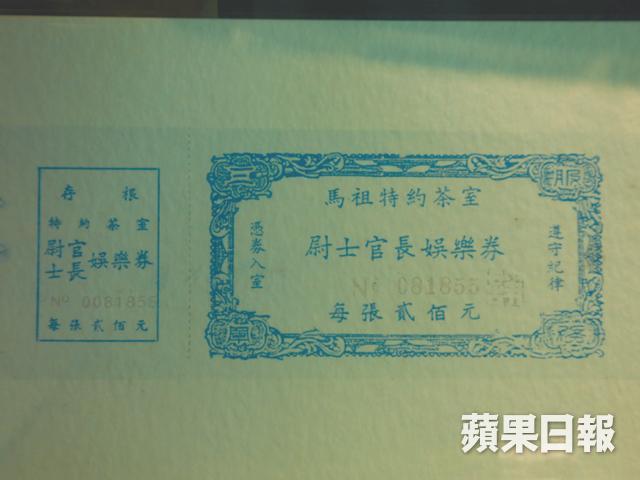 存根
特約茶室
尉官
士長
娛樂券
Nº 0081855
每張貳佰元
服
馬祖特約茶室
憑券入室
尉士官長娛樂券
遵守紀律
Nº 081855
每張貳佰元
蘋果日報